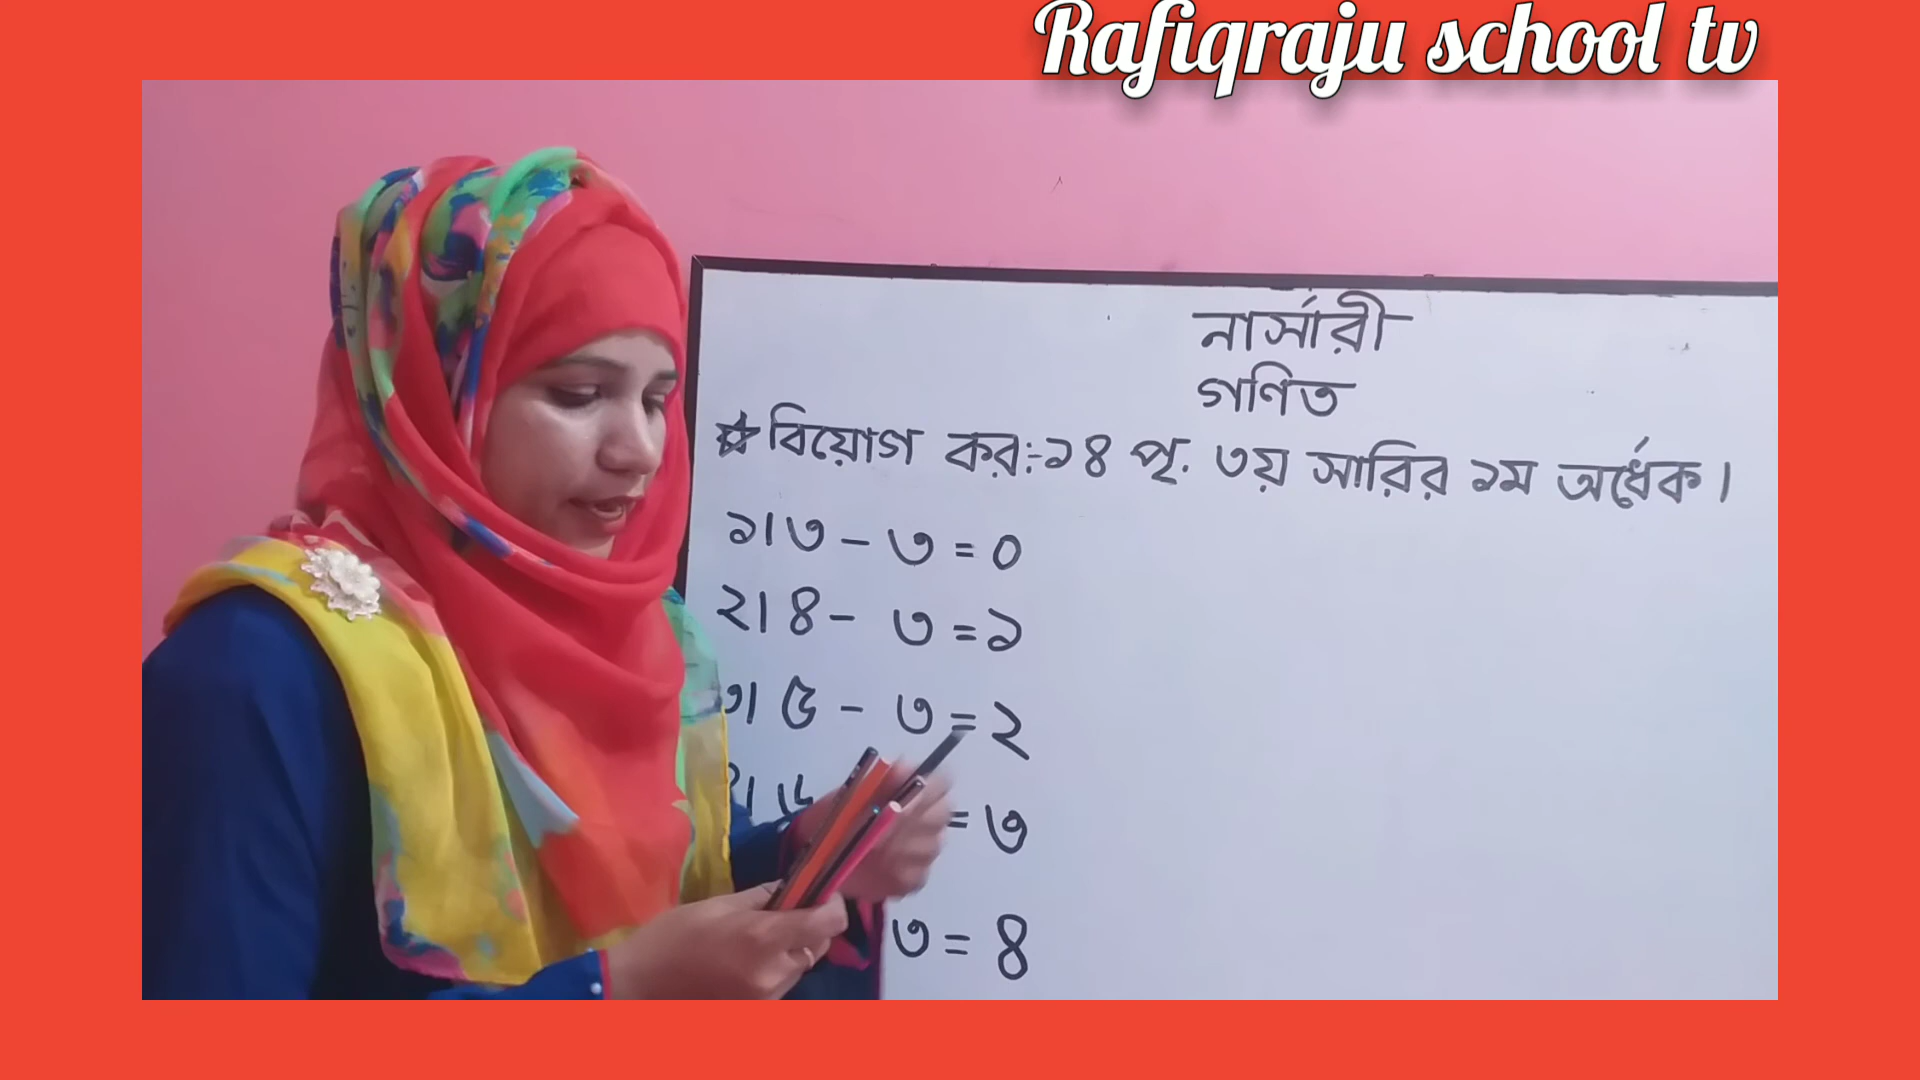 Rafiqraju school tv
নার্সারী
গণিত
☆ বিয়োগ কর:-১৪ পৃ. ৩য় সারির ১ম অর্ধেক।
১। ৩ - ৩ = ০
২। ৪ - ৩ = ১
৩। ৫ - ৩ = ২
৬ = ৩
৩ = ৪